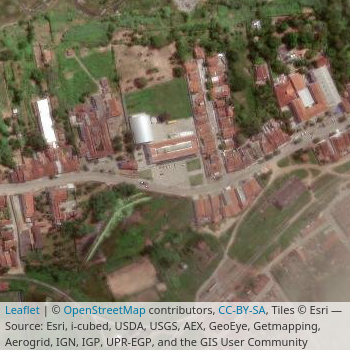 Leaflet | © OpenStreetMap contributors, CC-BY-SA, Tiles © Esri —
Source: Esri, i-cubed, USDA, USGS, AEX, GeoEye, Getmapping,
Aerogrid, IGN, IGP, UPR-EGP, and the GIS User Community